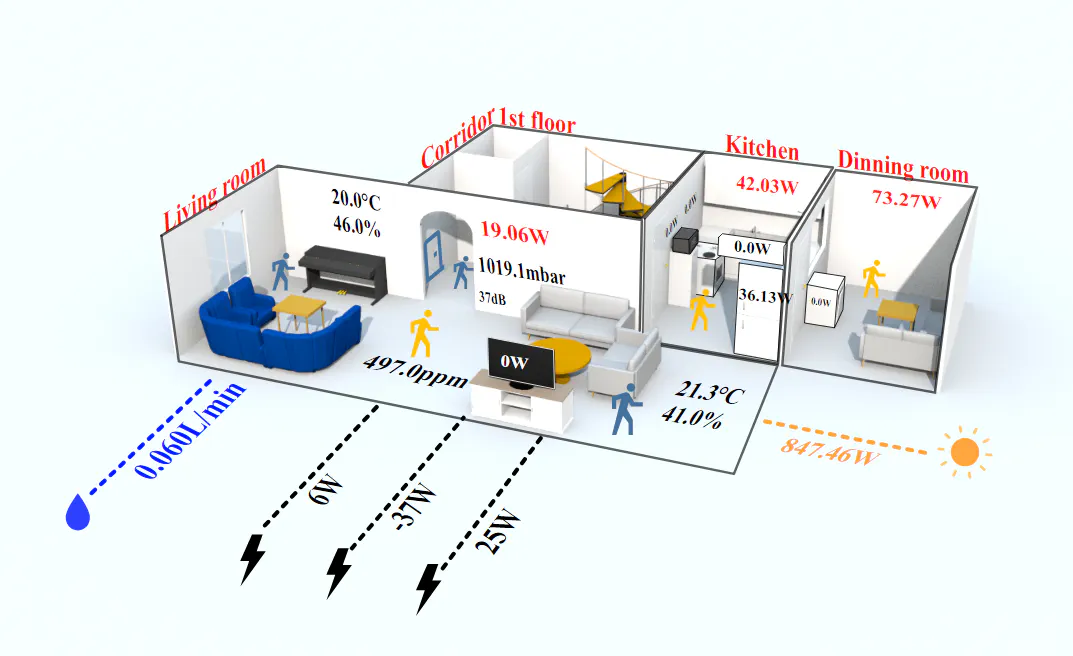 Living room
Corridor 1st floor
Kitchen
Dinning room
20.0°C
46.0%
19.06W
1019.1mbar
37dB
42.03W
73.27W
0.0W
0.0W
0.0W
36.13W
0.0W
0W
497.0ppm
21.3°C
41.0%
0.060L/min
6W
-37W
25W
847.46W